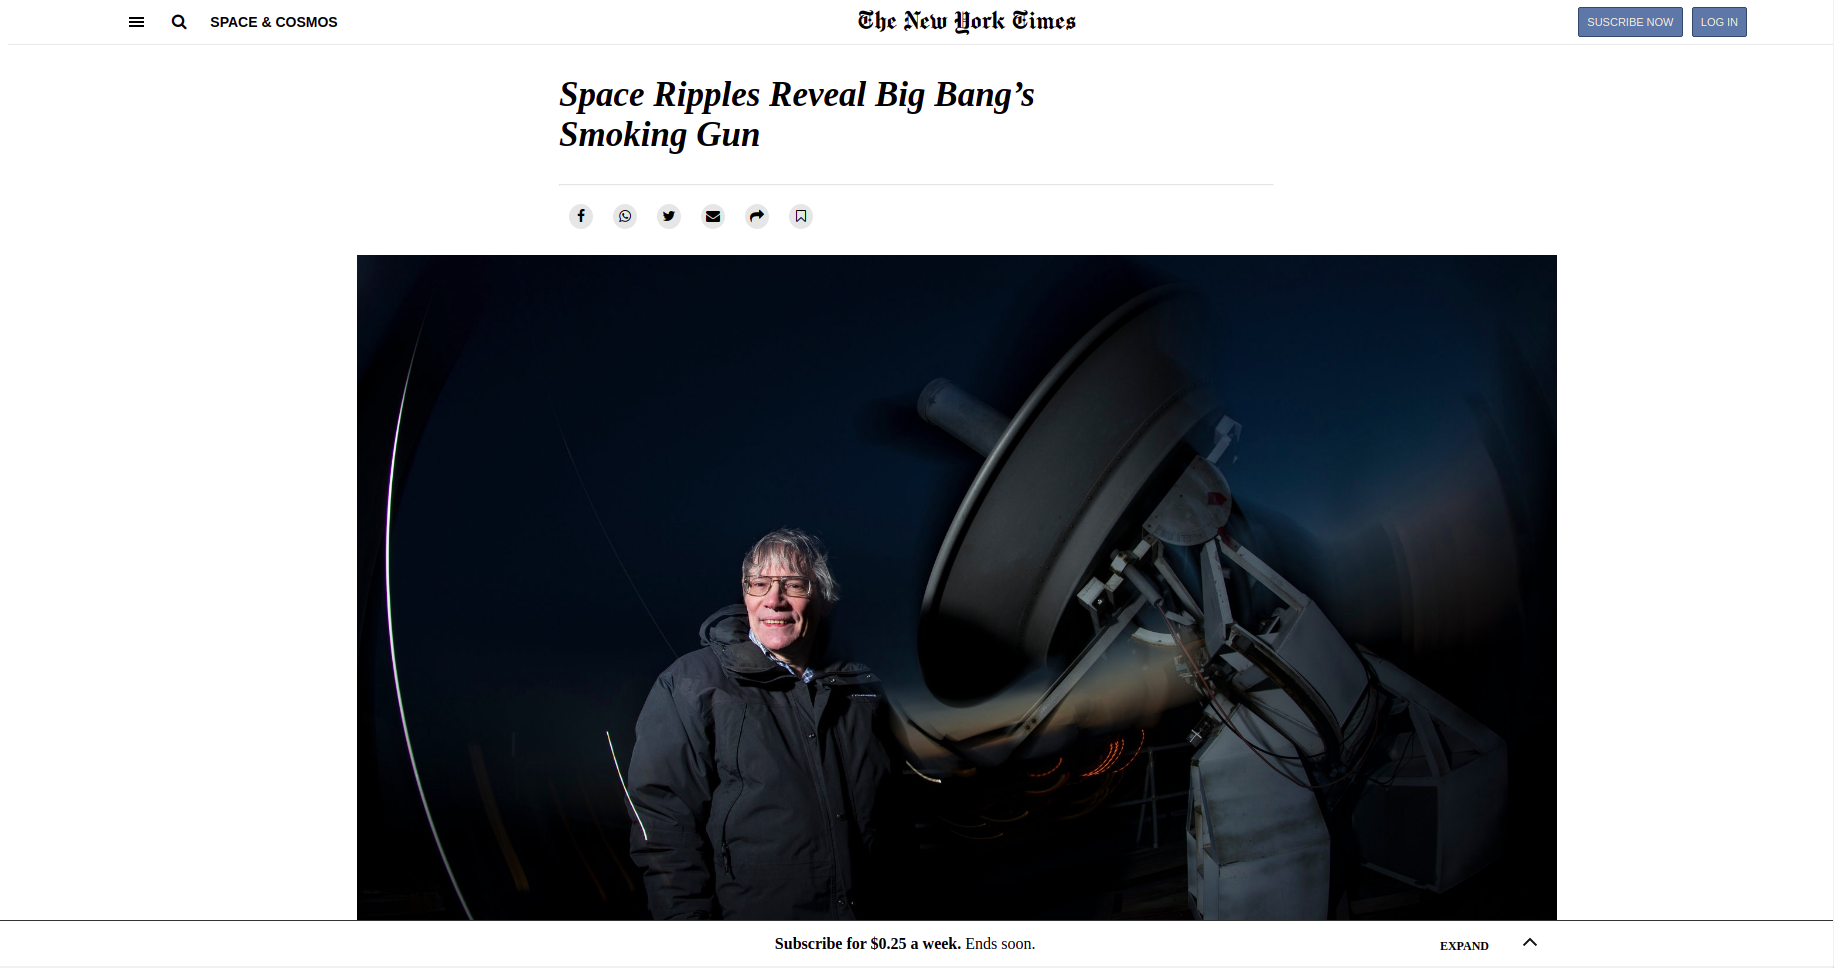 SPACE & COSMOS
The New York Times
SUSCRIBE NOW
LOG IN
Space Ripples Reveal Big Bang’s
Smoking Gun
Subscribe for $0.25 a week. Ends soon.
EXPAND